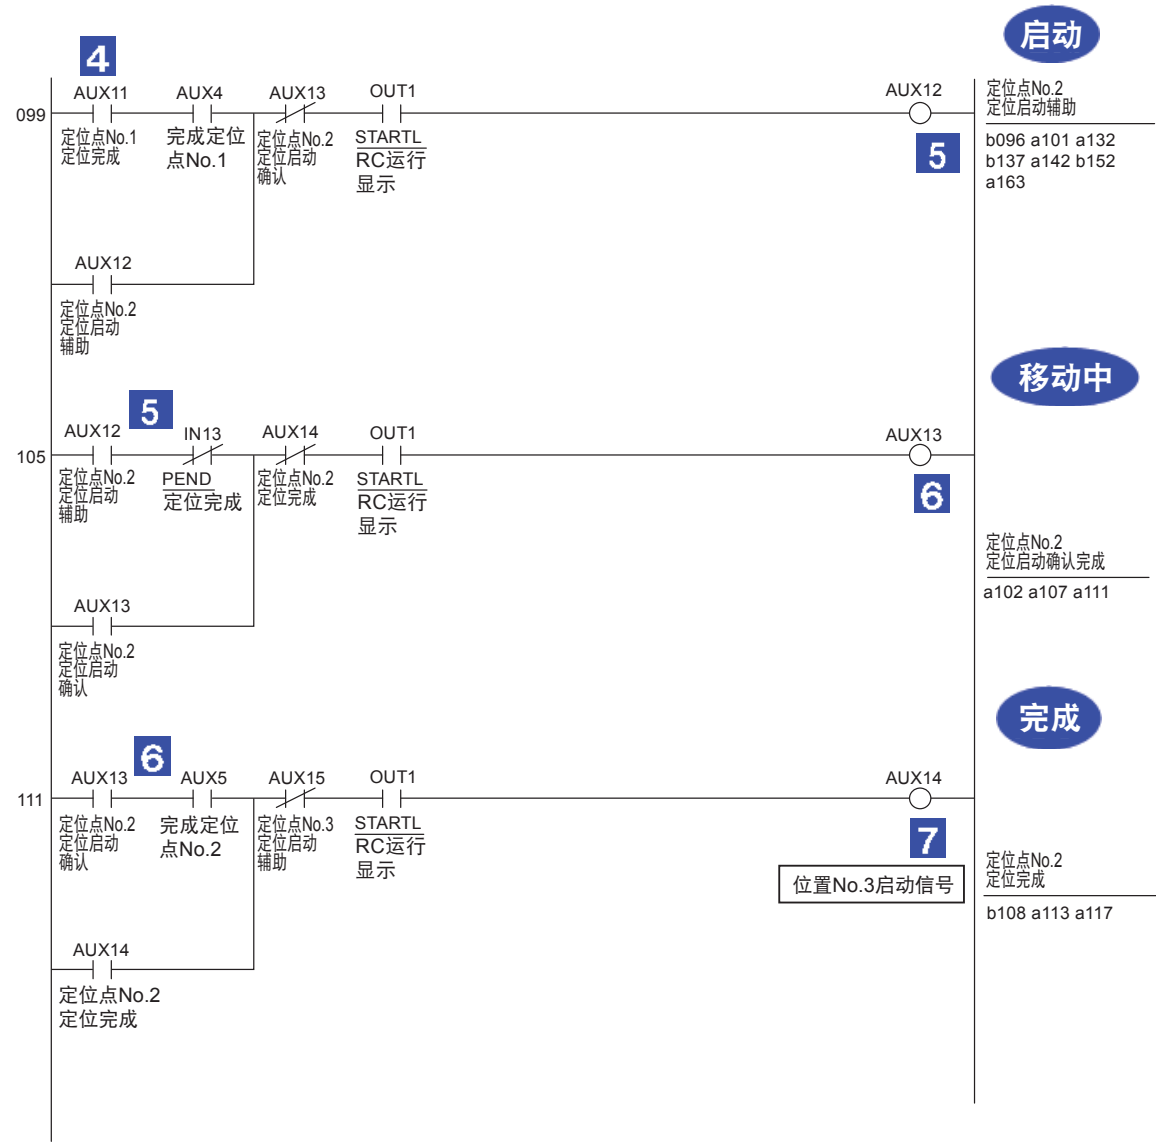 启动
4
AUX11
AUX4
AUX13
OUT1
AUX12
定位点No.2
定位启动辅助
099
定位点No.1
定位完成
完成定位
点No.1
定位点No.2
定位启动
确认
STARTL
RC运行
显示
5
b096 a101 a132
b137 a142 b152
a163
AUX12
定位点No.2
定位启动
辅助
移动中
5
AUX12
IN13
AUX14
OUT1
AUX13
105
定位点No.2
定位启动
辅助
PEND
定位完成
定位点No.2
定位完成
STARTL
RC运行
显示
6
定位点No.2
定位启动确认完成
a102 a107 a111
AUX13
定位点No.2
定位启动
确认
完成
6
AUX13
AUX5
AUX15
OUT1
AUX14
111
定位点No.2
定位启动
确认
完成定位
点No.2
定位点No.3
定位启动
辅助
STARTL
RC运行
显示
7
位置No.3启动信号
定位点No.2
定位完成
b108 a113 a117
AUX14
定位点No.2
定位完成